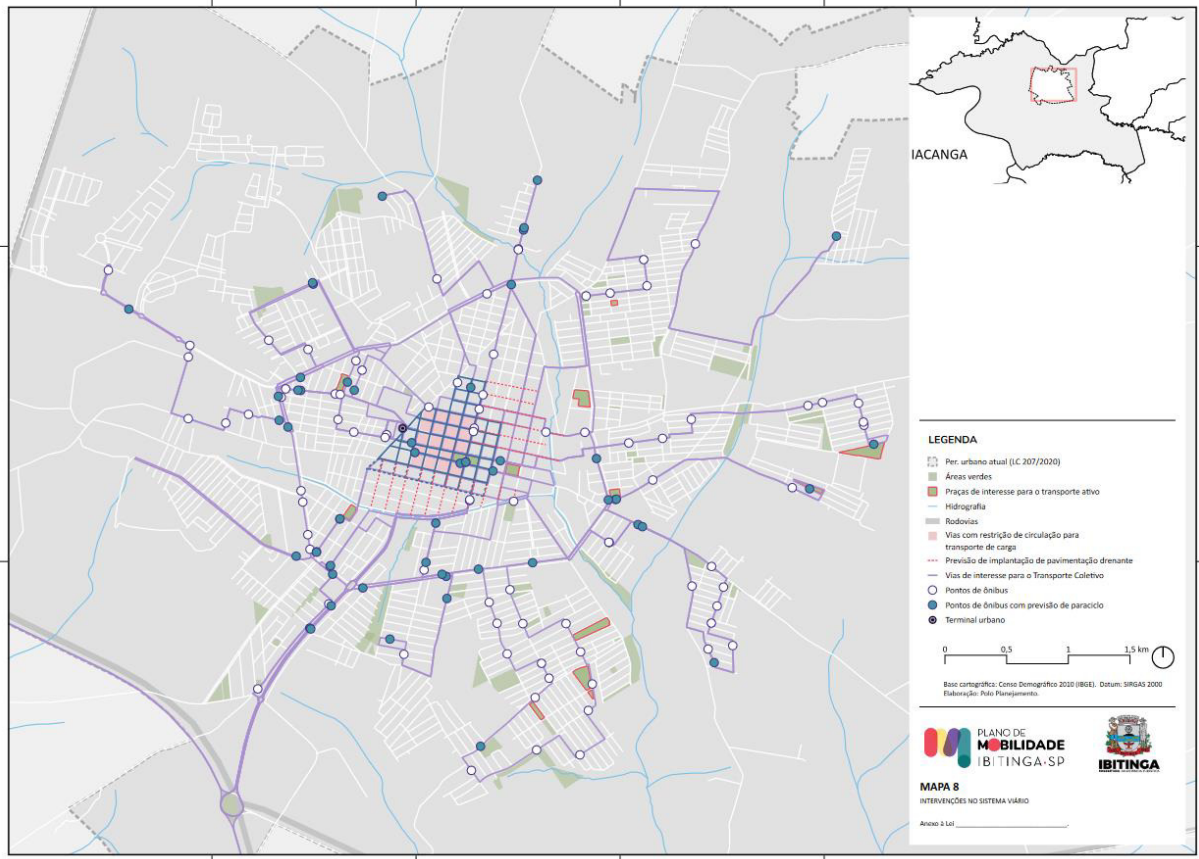 IACANGA
LEGENDA
Per. urbano atual (LC 207/2020)
Áreas verdes
Praças de interesse para o transporte ativo
Hidrografia
Rodovias
Vias com restrição de circulação para
transporte de carga
Previsão de implantação de pavimentação drenante
Vias de interesse para o Transporte Coletivo
Pontos de ônibus
Pontos de ônibus com previsão de paraciclo
Terminal urbano
0 0,5 1 1,5 km
Base cartográfica: Censo Demográfico 2010 (IBGE). Datum: SIRGAS 2000
Elaboração: Polo Planejamento.
PLANO DE
MOBILIDADE
IBITINGA·SP
IBITINGA
MAPA 8
INTERVENÇÕES NO SISTEMA VIÁRIO
Anexo à Lei ______________________________.